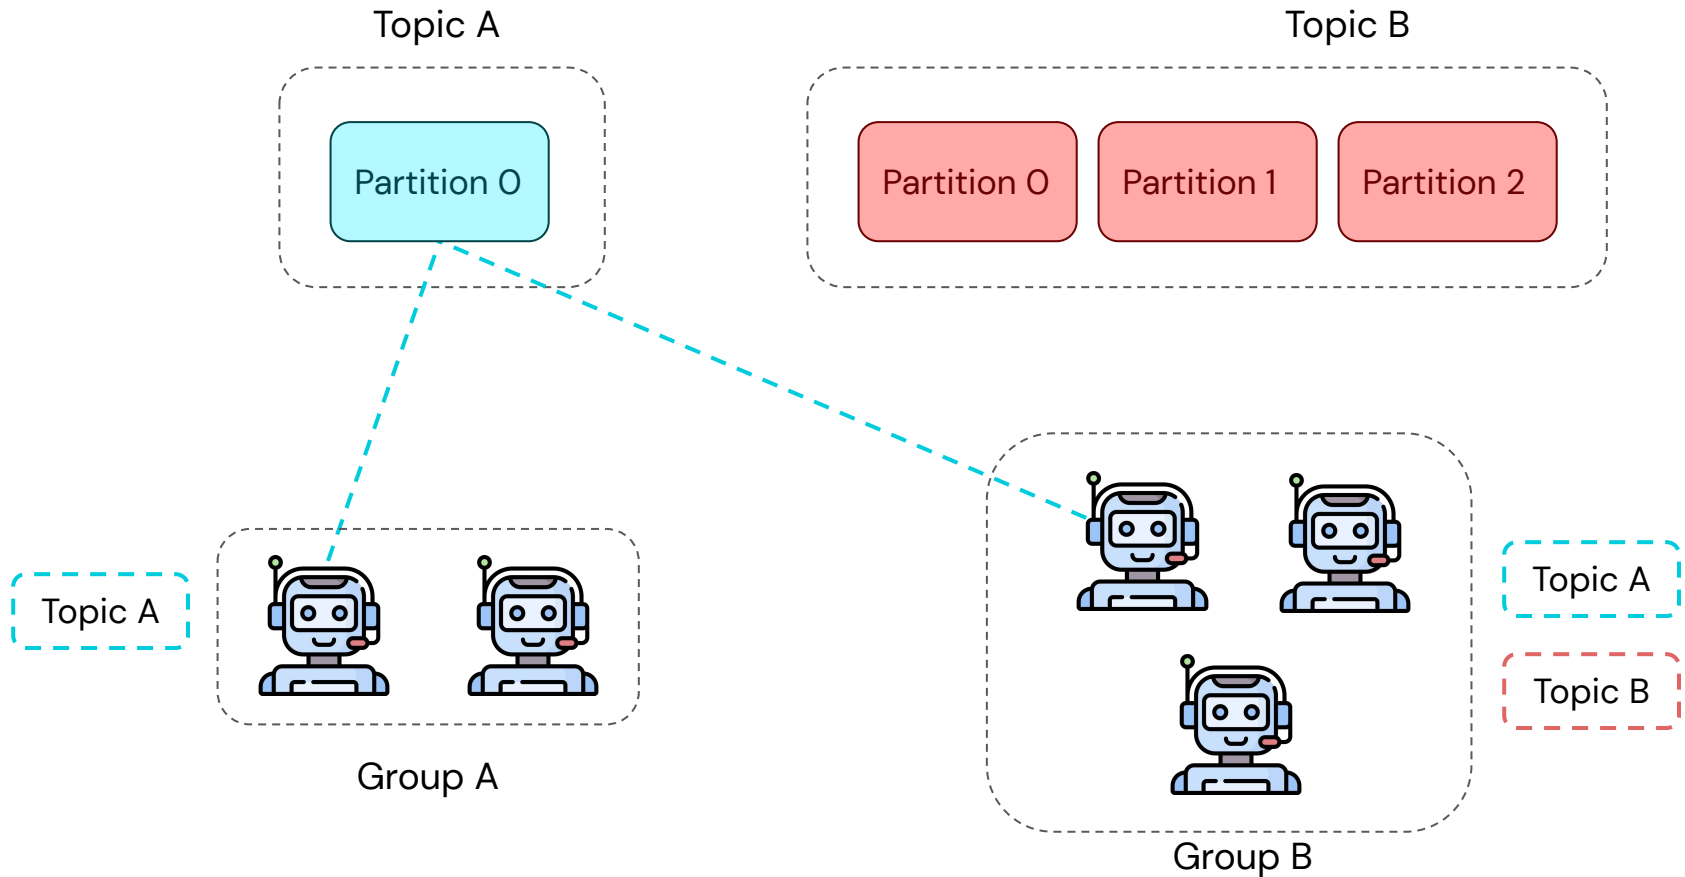 Topic A
Topic B
Partition 0
Partition 0
Partition 1
Partition 2
Topic A
Topic A
Topic B
Group A
Group B